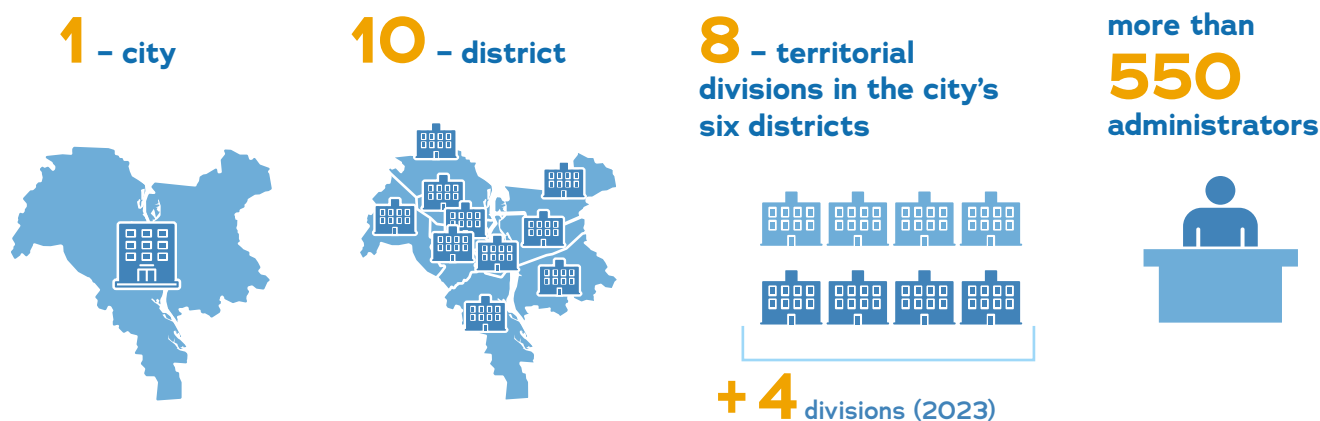 1 – city
10 – district
8 – territorial
divisions in the city's
six districts
+ 4 divisions (2023)
more than
550
administrators